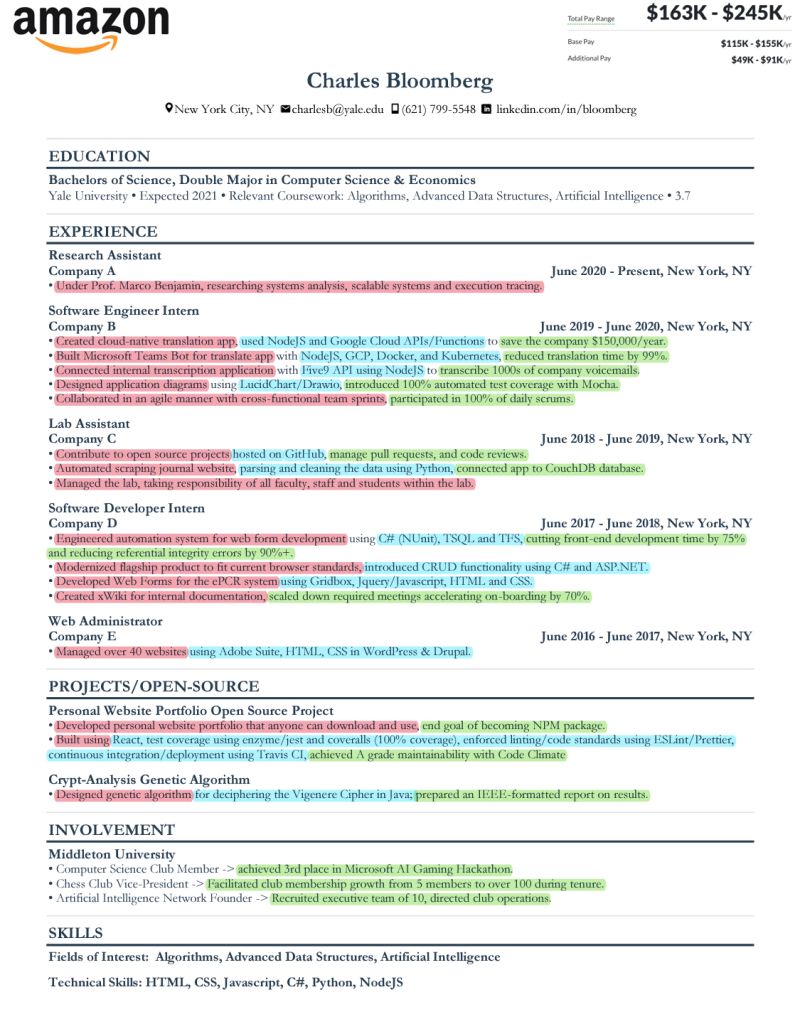 amazon
Total Pay Range $163K - $245K/yr
Base Pay $115K - $155K/yr
Additional Pay $49K - $91K/yr
Charles Bloomberg
New York City, NY charlesb@yale.edu (621) 799-5548 linkedin.com/in/bloomberg
EDUCATION
Bachelors of Science, Double Major in Computer Science & Economics
Yale University • Expected 2021 • Relevant Coursework: Algorithms, Advanced Data Structures, Artificial Intelligence • 3.7
EXPERIENCE
Research Assistant
Company A June 2020 - Present, New York, NY
• Under Prof. Marco Benjamin, researching systems analysis, scalable systems and execution tracing.
Software Engineer Intern
Company B June 2019 - June 2020, New York, NY
• Created cloud-native translation app, used NodeJS and Google Cloud APIs/Functions to save the company $150,000/year.
• Built Microsoft Teams Bot for translate app with NodeJS, GCP, Docker, and Kubernetes, reduced translation time by 99%.
• Connected internal transcription application with Five9 API using NodeJS to transcribe 1000s of company voicemails.
• Designed application diagrams using LucidChart/Drawio, introduced 100% automated test coverage with Mocha.
• Collaborated in an agile manner with cross-functional team sprints, participated in 100% of daily scrums.
Lab Assistant
Company C June 2018 - June 2019, New York, NY
• Contribute to open source projects hosted on GitHub, manage pull requests, and code reviews.
• Automated scraping journal website, parsing and cleaning the data using Python, connected app to CouchDB database.
• Managed the lab, taking responsibility of all faculty, staff and students within the lab.
Software Developer Intern
Company D June 2017 - June 2018, New York, NY
• Engineered automation system for web form development using C# (NUnit), TSQL and TFS, cutting front-end development time by 75%
and reducing referential integrity errors by 90%+.
• Modernized flagship product to fit current browser standards, introduced CRUD functionality using C# and ASP.NET.
• Developed Web Forms for the ePCR system using Gridbox, Jquery/Javascript, HTML and CSS.
• Created xWiki for internal documentation, scaled down required meetings accelerating on-boarding by 70%.
Web Administrator
Company E June 2016 - June 2017, New York, NY
• Managed over 40 websites using Adobe Suite, HTML, CSS in WordPress & Drupal.
PROJECTS/OPEN-SOURCE
Personal Website Portfolio Open Source Project
• Developed personal website portfolio that anyone can download and use, end goal of becoming NPM package.
• Built using React, test coverage using enzyme/jest and coveralls (100% coverage), enforced linting/code standards using ESLint/Prettier,
continuous integration/deployment using Travis CI, achieved A grade maintainability with Code Climate
Crypt-Analysis Genetic Algorithm
• Designed genetic algorithm for deciphering the Vigenere Cipher in Java; prepared an IEEE-formatted report on results.
INVOLVEMENT
Middleton University
• Computer Science Club Member -> achieved 3rd place in Microsoft AI Gaming Hackathon.
• Chess Club Vice-President -> Facilitated club membership growth from 5 members to over 100 during tenure.
• Artificial Intelligence Network Founder -> Recruited executive team of 10, directed club operations.
SKILLS
Fields of Interest: Algorithms, Advanced Data Structures, Artificial Intelligence
Technical Skills: HTML, CSS, Javascript, C#, Python, NodeJS